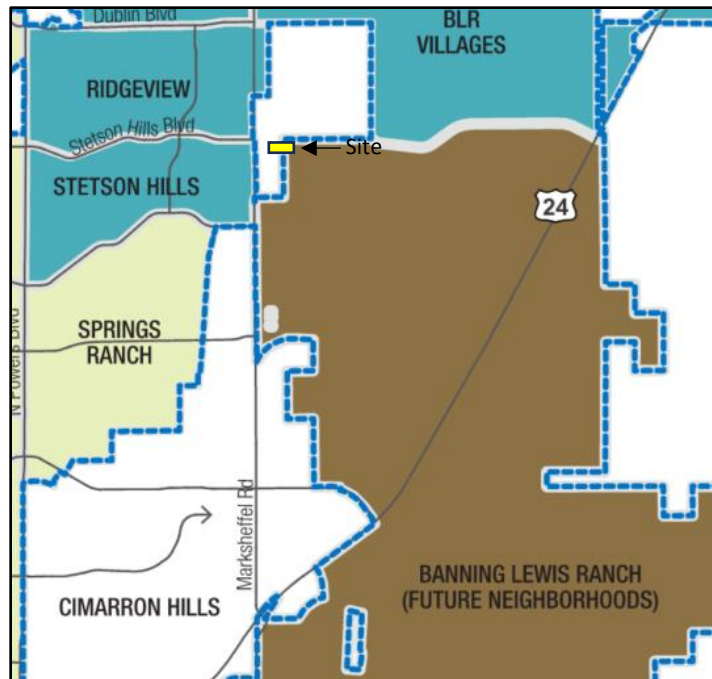 Dublin Blvd
BLR
VILLAGES
RIDGEVIEW
Stetson Hills Blvd
Site
STETSON HILLS
24
SPRINGS
RANCH
N Powers Blvd
Marksheffel Rd
BANNING LEWIS RANCH
(FUTURE NEIGHBORHOODS)
CIMARRON HILLS